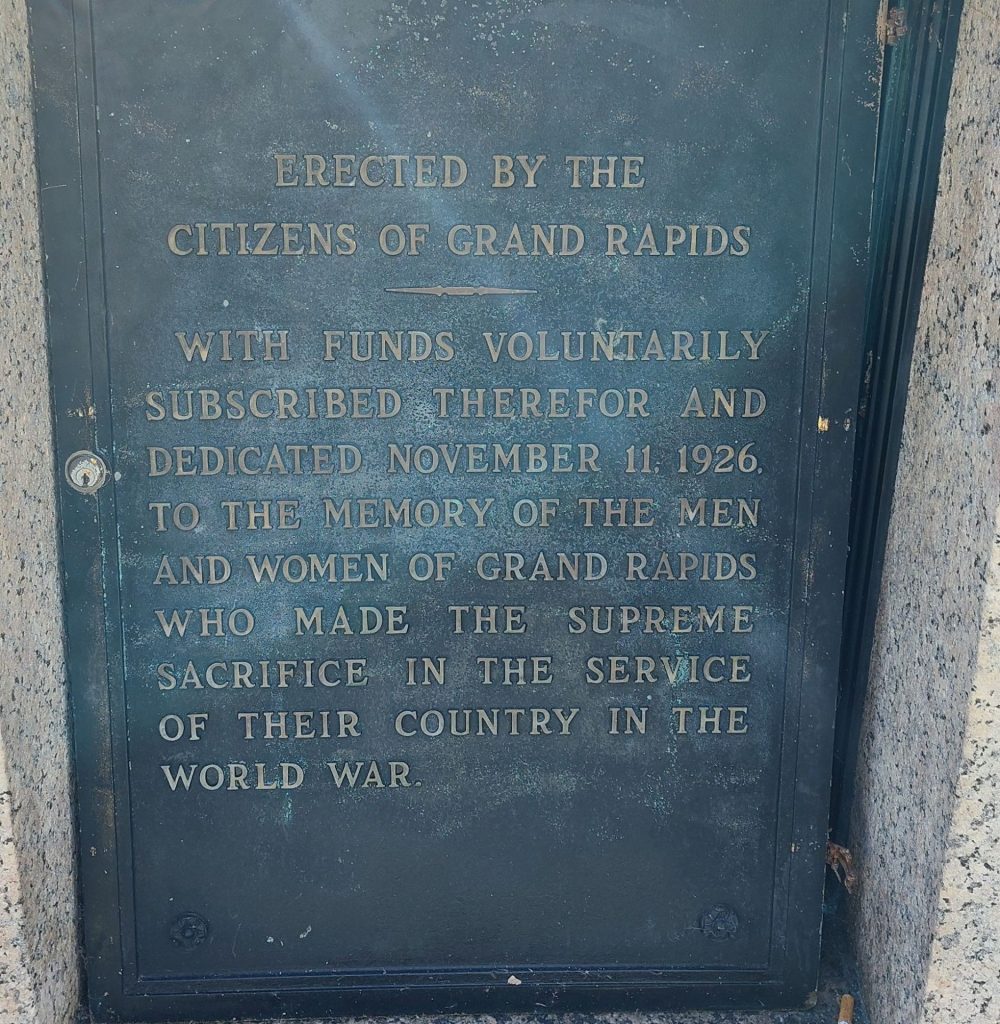 ERECTED BY THE
CITIZENS OF GRAND RAPIDS
WITH FUNDS VOLUNTARILY
SUBSCRIBED THEREFOR AND
DEDICATED NOVEMBER 11, 1926,
TO THE MEMORY OF THE MEN
AND WOMEN OF GRAND RAPIDS
WHO MADE THE SUPREME
SACRIFICE IN THE SERVICE
OF THEIR COUNTRY IN THE
WORLD WAR.